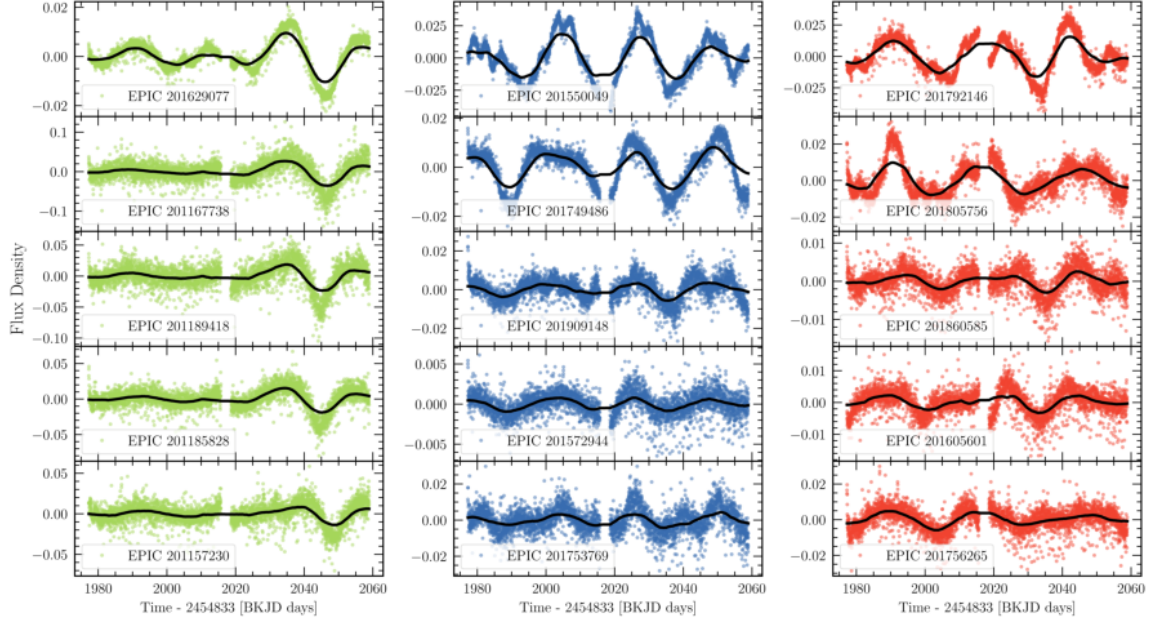 0.02
0.00
−0.02
EPIC 201629077
0.025
0.000
−0.025
EPIC 201550049
0.025
0.000
−0.025
EPIC 201792146
0.1
0.0
−0.1
EPIC 201167738
0.02
0.00
−0.02
EPIC 201749486
0.02
0.00
−0.02
EPIC 201805756
Flux Density
0.05
0.00
−0.05
−0.10
EPIC 201189418
0.02
0.00
−0.02
EPIC 201909148
0.01
0.00
−0.01
EPIC 201860585
0.05
0.00
−0.05
EPIC 201185828
0.005
0.000
−0.005
EPIC 201572944
0.01
0.00
−0.01
EPIC 201605601
0.05
0.00
−0.05
EPIC 201157230
0.02
0.00
−0.02
EPIC 201753769
0.02
0.00
−0.02
EPIC 201756265
1980 2000 2020 2040 2060
1980 2000 2020 2040 2060
1980 2000 2020 2040 2060
Time - 2454833 [BKJD days]
Time - 2454833 [BKJD days]
Time - 2454833 [BKJD days]